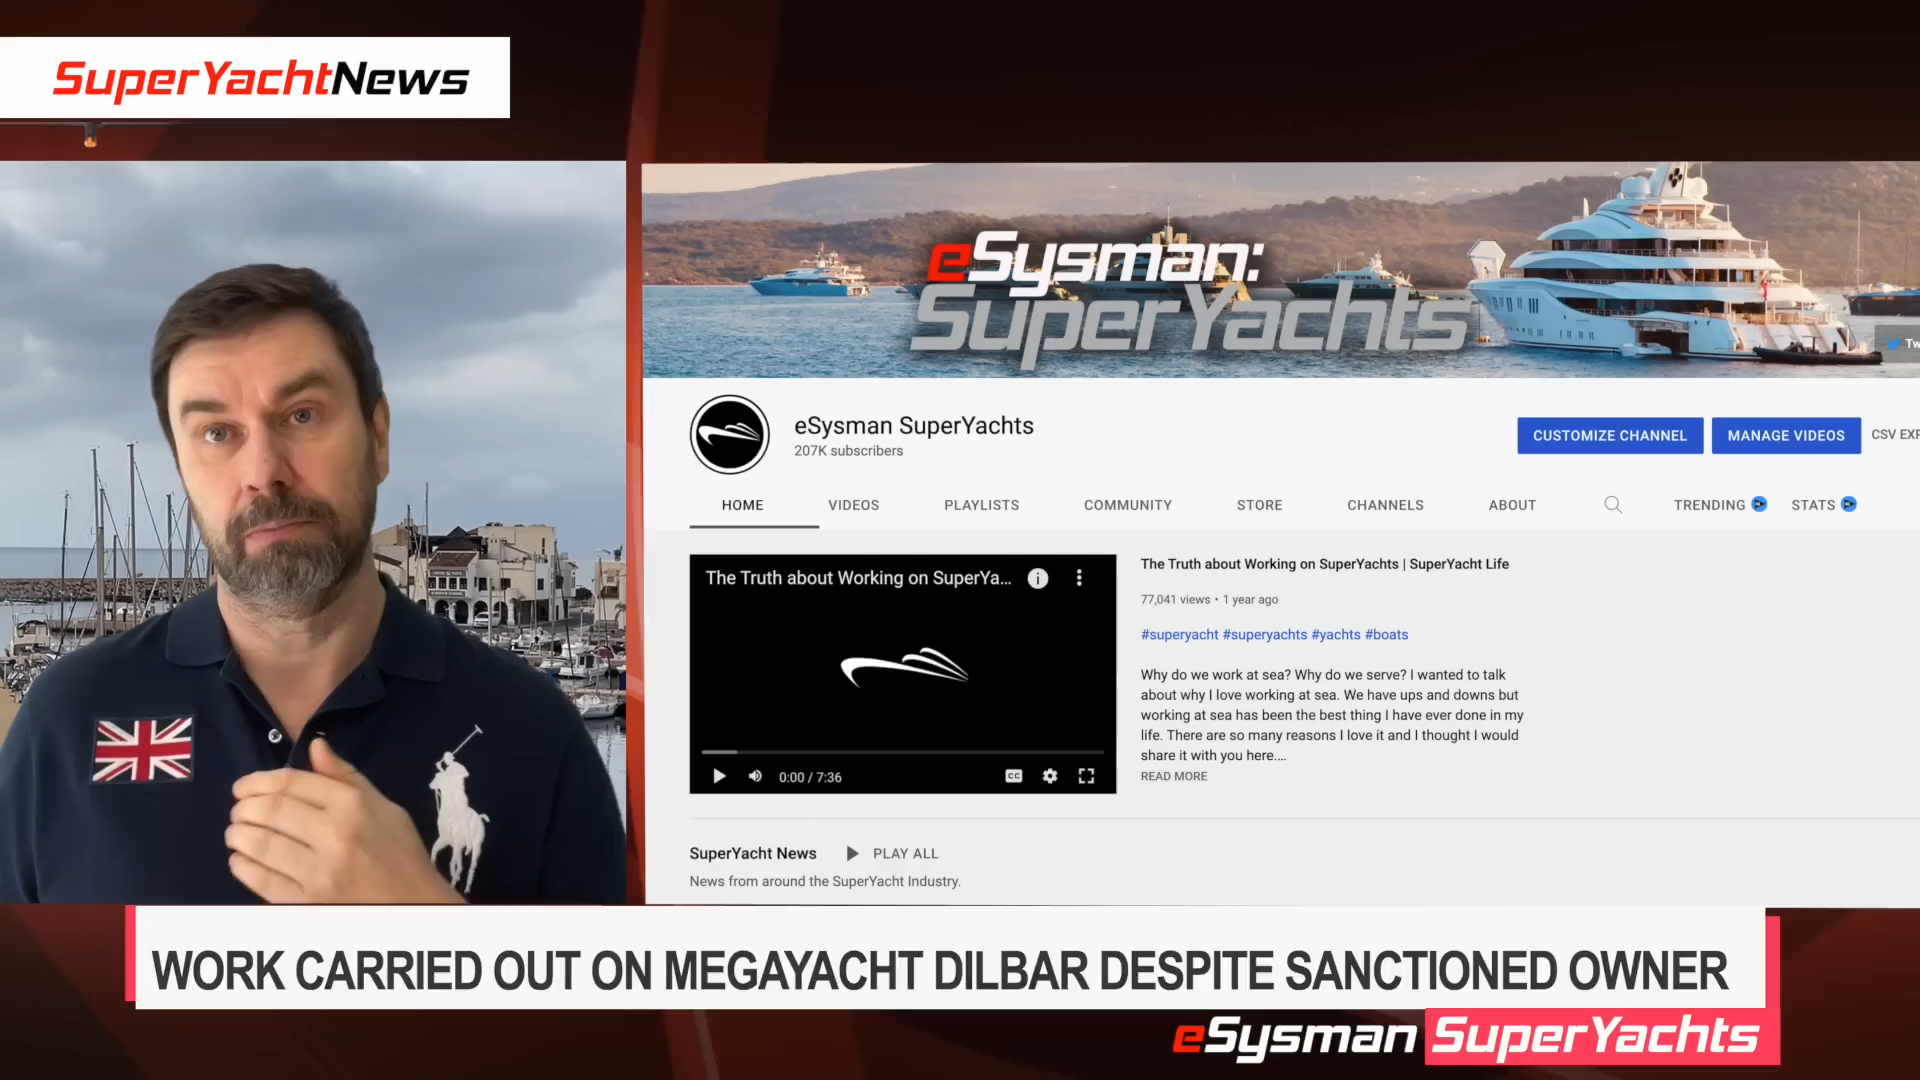 SuperYachtNews
eSysman:
SuperYachts
Tw
eSysman SuperYachts
207K subscribers
CUSTOMIZE CHANNEL
MANAGE VIDEOS
CSV EXP
HOME
VIDEOS
PLAYLISTS
COMMUNITY
STORE
CHANNELS
ABOUT
TRENDING
STATS
The Truth about Working on SuperYa...
The Truth about Working on SuperYachts | SuperYacht Life
77,041 views • 1 year ago
#superyacht #superyachts #yachts #boats
Why do we work at sea? Why do we serve? I wanted to talk
about why I love working at sea. We have ups and downs but
working at sea has been the best thing I have ever done in my
life. There are so many reasons I love it and I thought I would
share it with you here....
READ MORE
0:00 / 7:36
CC
SuperYacht News
PLAY ALL
News from around the SuperYacht Industry.
WORK CARRIED OUT ON MEGAYACHT DILBAR DESPITE SANCTIONED OWNER
eSysman SuperYachts